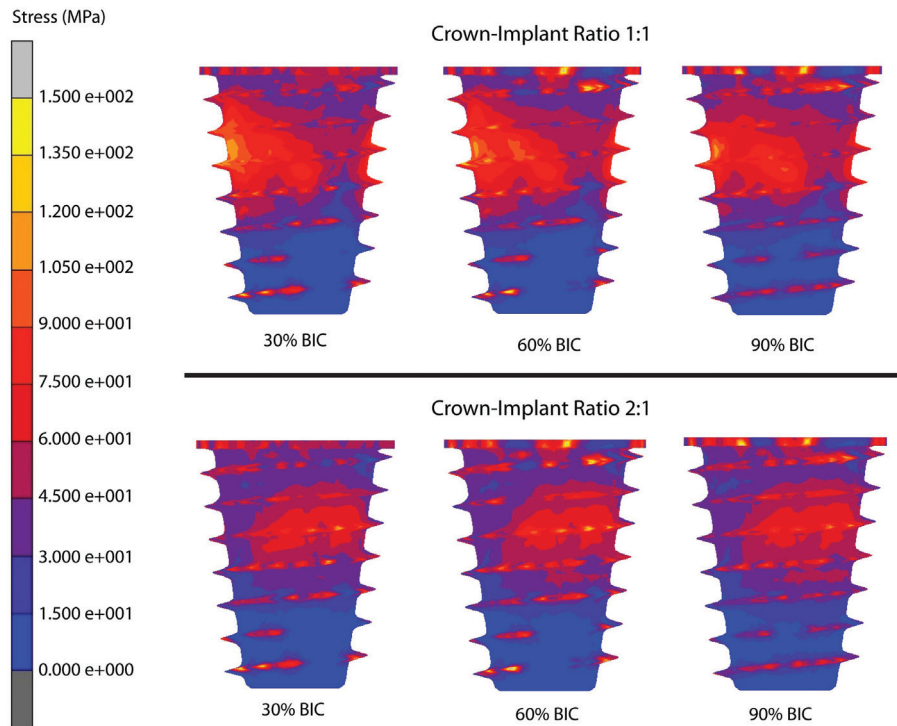 Stress (MPa)
1.500 e+002
1.350 e+002
1.200 e+002
1.050 e+002
9.000 e+001
7.500 e+001
6.000 e+001
4.500 e+001
3.000 e+001
1.500 e+001
0.000 e+000
Crown-Implant Ratio 1:1
30% BIC
60% BIC
90% BIC
Crown-Implant Ratio 2:1
30% BIC
60% BIC
90% BIC